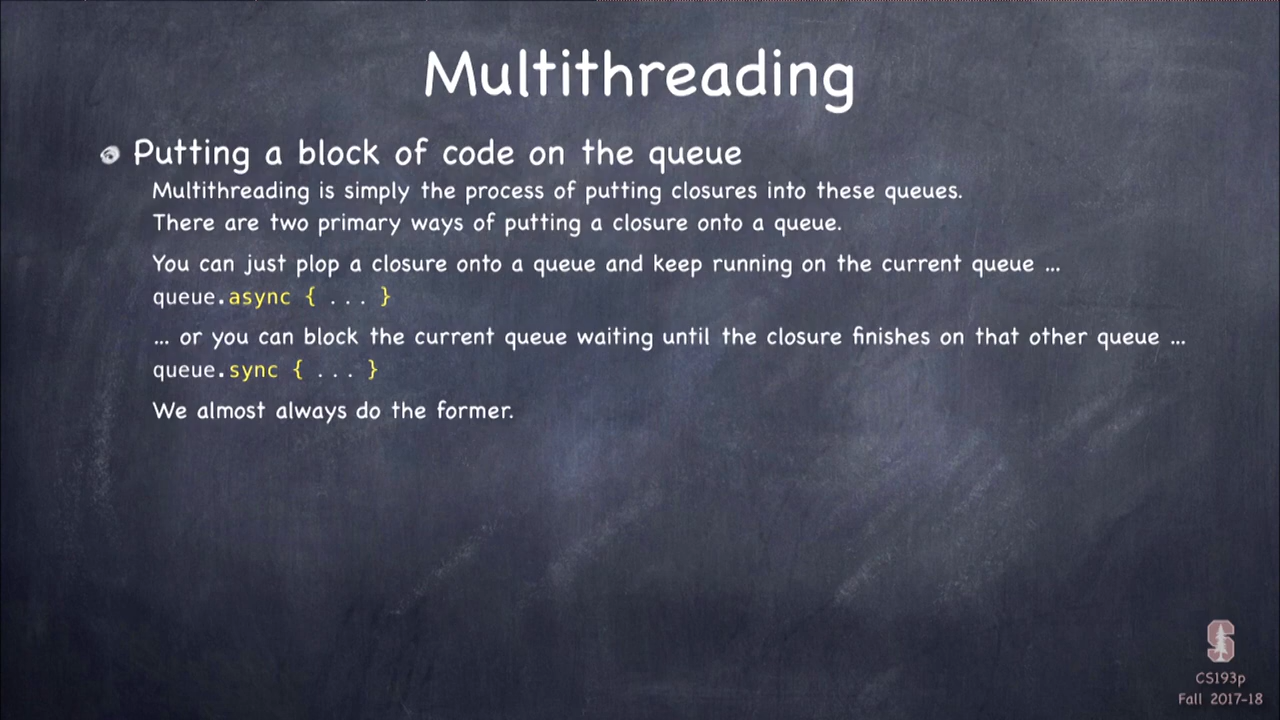 Multithreading
Putting a block of code on the queue
Multithreading is simply the process of putting closures into these queues.
There are two primary ways of putting a closure onto a queue.
You can just plop a closure onto a queue and keep running on the current queue ...
queue.async { . . . }
... or you can block the current queue waiting until the closure finishes on that other queue ...
queue.sync { . . . }
We almost always do the former.
S
CS193p
Fall 2017-18